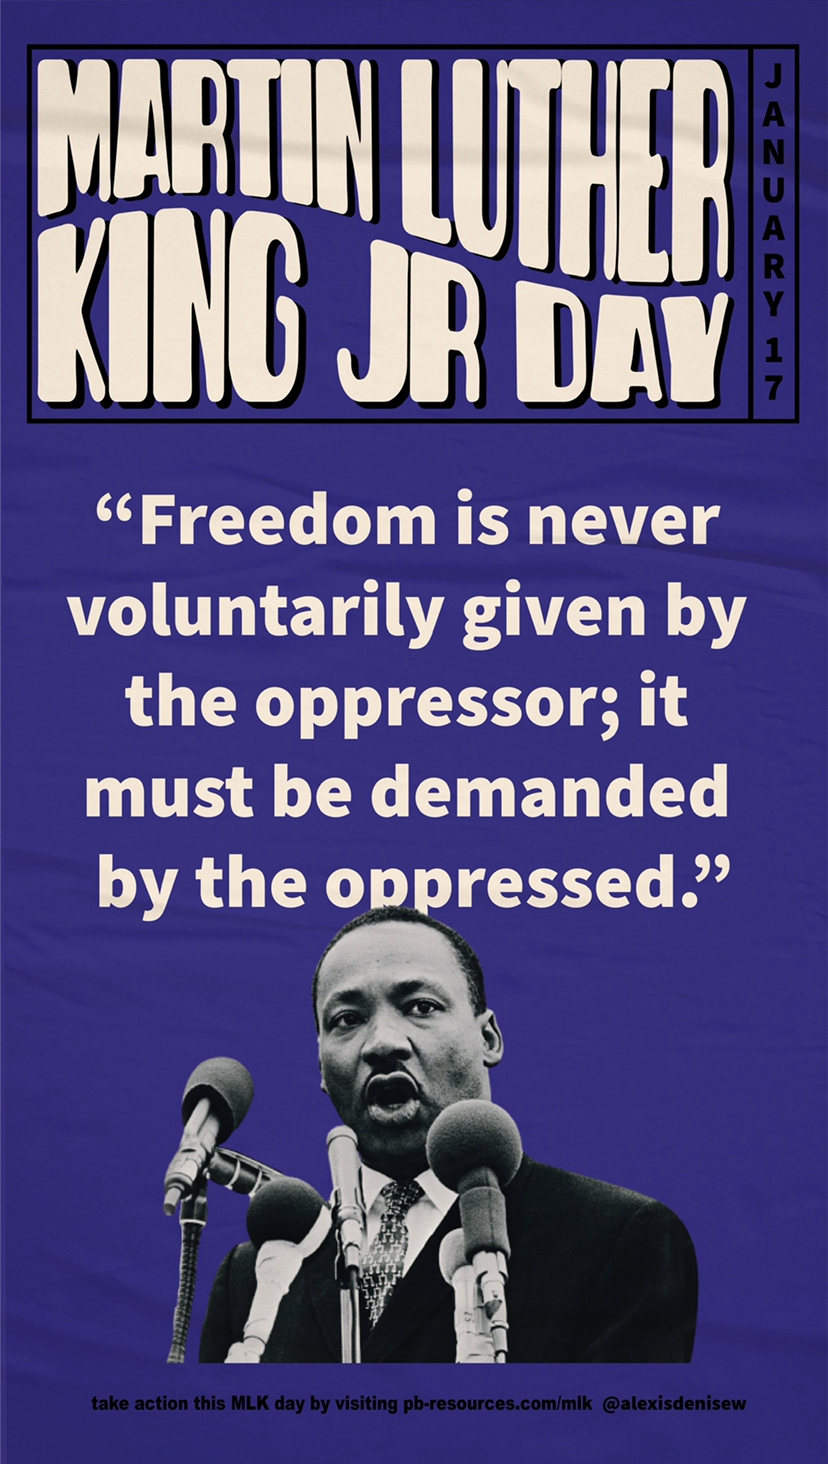 MARTIN LUTHER
KING JR DAY
JANUARY 17
“Freedom is never
voluntarily given by
the oppressor; it
must be demanded
by the oppressed.”
take action this MLK day by visiting pb-resources.com/mlk @alexisdenisew